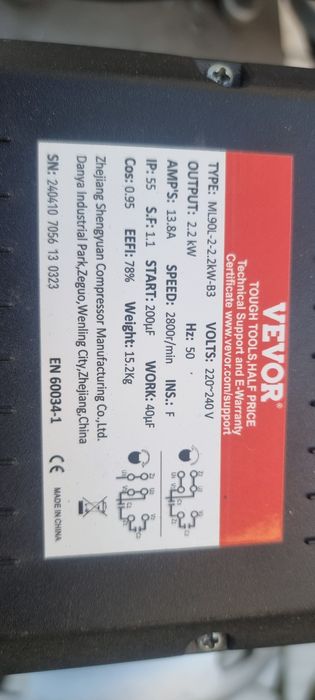 VEVOR®
TOUGH TOOLS, HALF PRICE
Technical Support and E-Warranty
Certificate www.vevor.com/support
TYPE: ML90L-2-2.2kW-B3 VOLTS: 220~240V
OUTPUT: 2.2 kW Hz: 50
AMP'S: 13.8A SPEED: 2800r/min INS.: F
IP: 55 S.F: 1.1 START: 200μF WORK: 40μF
Cos: 0.95 EEFI: 78% Weight: 15.2Kg
Zhejiang Shengyuan Compressor Manufacturing Co.,Ltd.
Danya Industrial Park,Zeguo,Wenling City,Zhejiang,China
SN: 240410 7056 13 0323 EN 60034-1 CE MADE IN CHINA